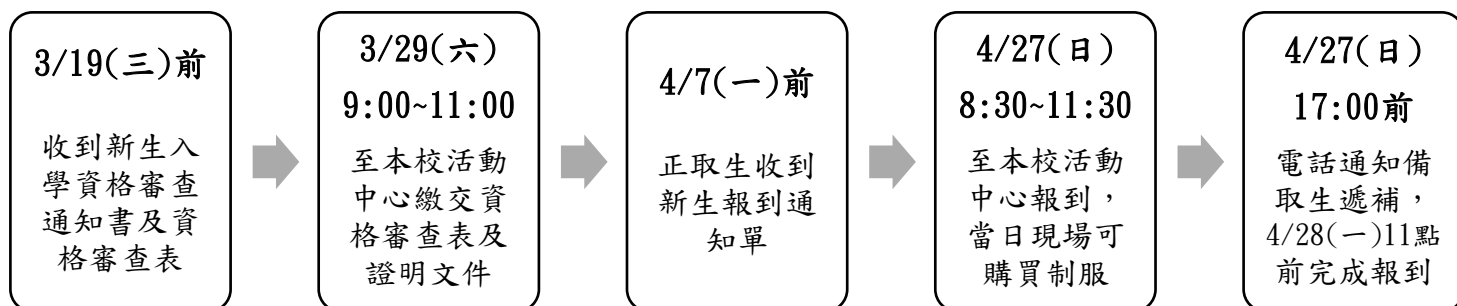 3/19(三)前
收到新生入
學資格審查
通知書及資
格審查表
3/29(六)
9:00~11:00
至本校活動
中心繳交資
格審查表及
證明文件
4/7(一)前
正取生收到
新生報到通
知單
4/27(日)
8:30~11:30
至本校活動
中心報到，
當日現場可
購買制服
4/27(日)
17:00前
電話通知備
取生遞補，
4/28(一)11點
前完成報到